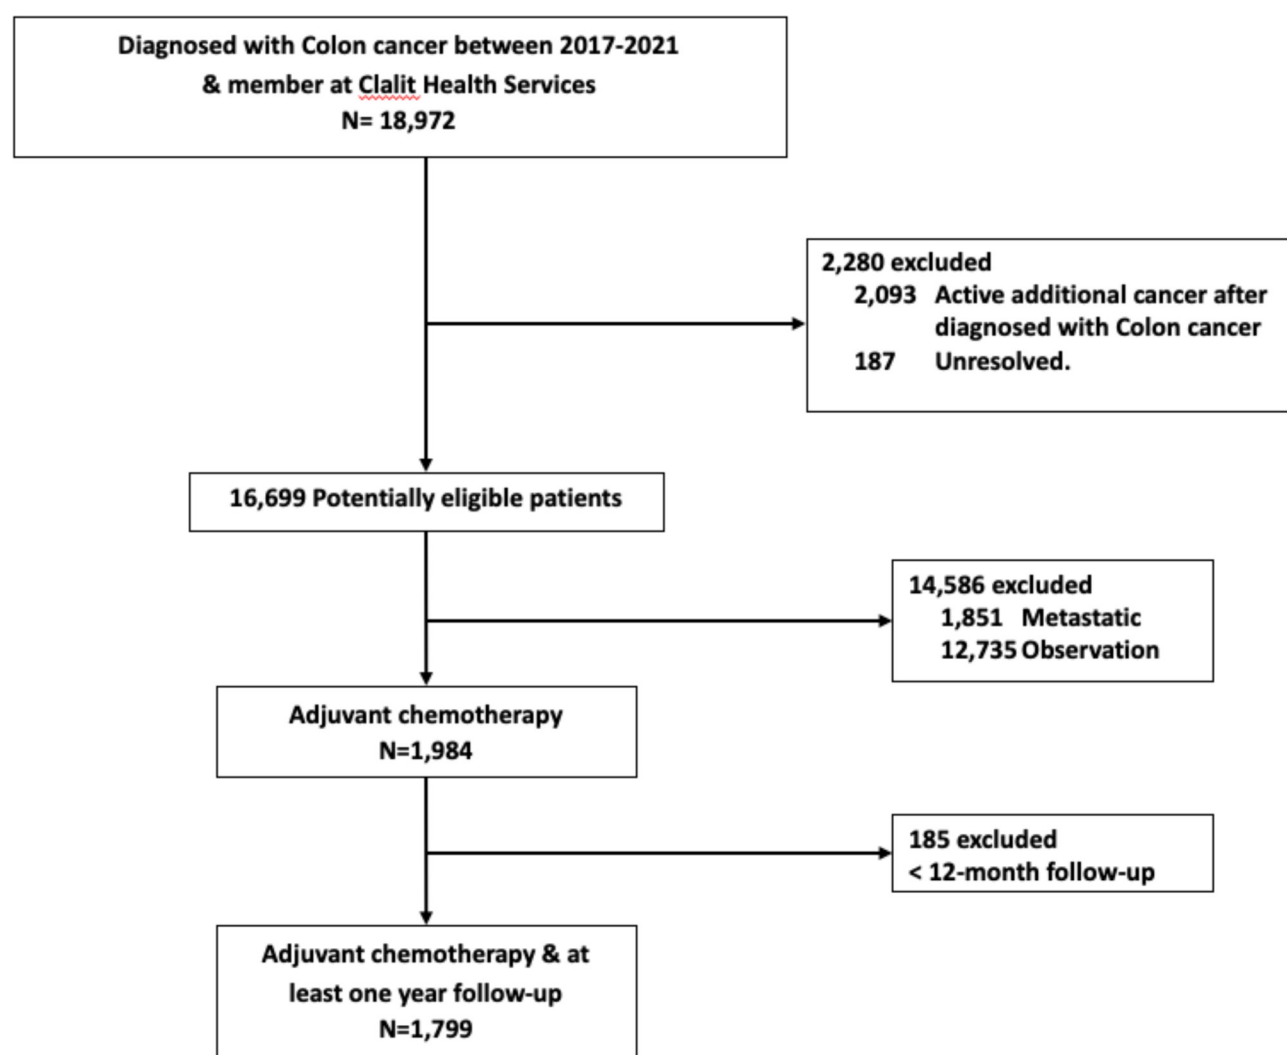 Diagnosed with Colon cancer between 2017-2021
& member at Clalit Health Services
N= 18,972
2,280 excluded
2,093 Active additional cancer after
diagnosed with Colon cancer
187 Unresolved.
16,699 Potentially eligible patients
14,586 excluded
1,851 Metastatic
12,735 Observation
Adjuvant chemotherapy
N=1,984
185 excluded
< 12-month follow-up
Adjuvant chemotherapy & at
least one year follow-up
N=1,799